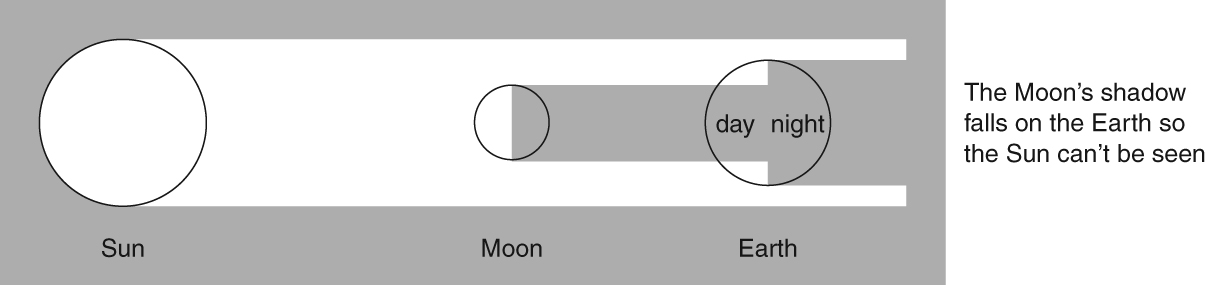 The Moon's shadow
falls on the Earth so
the Sun can't be seen
day night
Sun
Moon
Earth